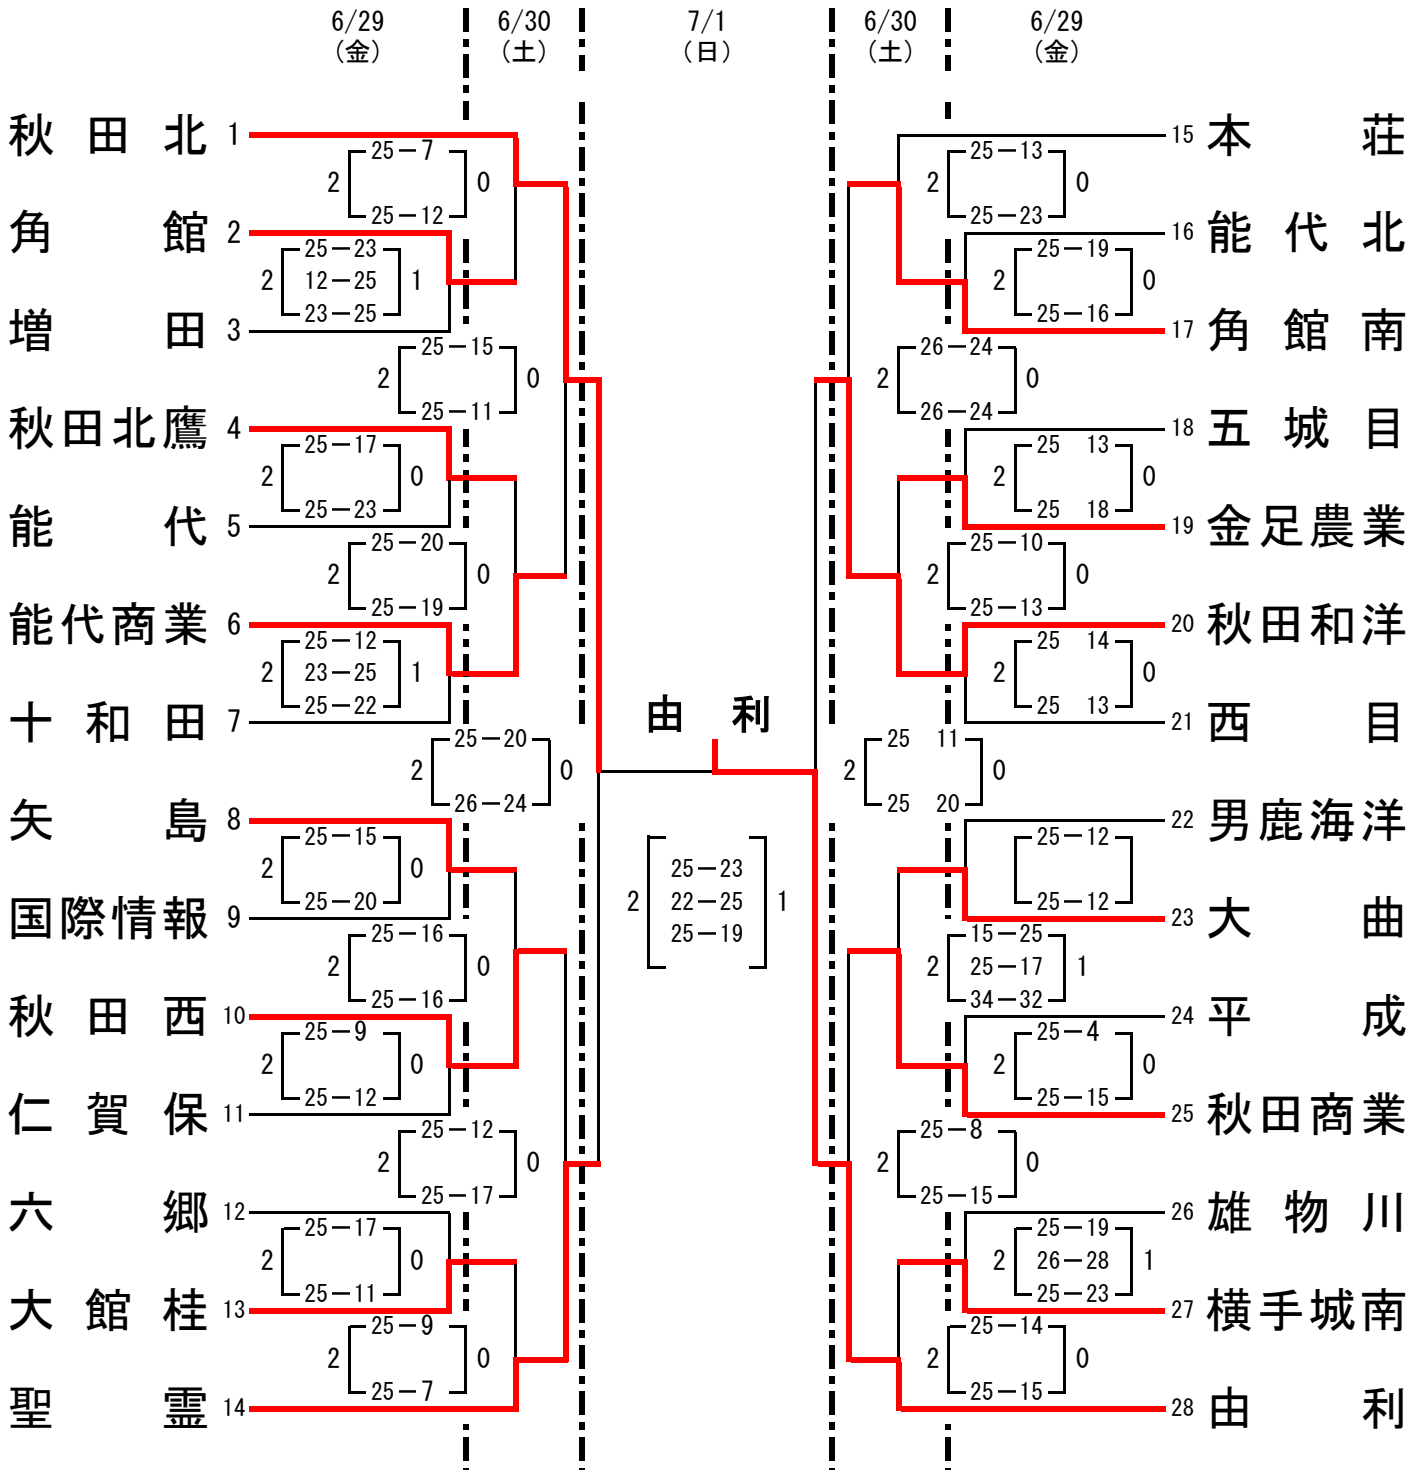 6/29 6/30 7/1 6/30 6/29
(金) (土) (日) (土) (金)
秋田北 1 15 本荘
25－7 25－13
2 0 2 0
25－12 25－23
角館 2 16 能代北
25－23 25－19
2 12－25 1 2 0
23－25 25－16
増田 3 17 角館南
25－15 26－24
2 0 2 0
25－11 26－24
秋田北鷹 4 18 五城目
25－17 25 13
2 0 2 0
25－23 25 18
能代 5 19 金足農業
25－20 25－10
2 0 2 0
25－19 25－13
能代商業 6 20 秋田和洋
25－12 25 14
2 23－25 1 2 0
25－22 25 13
十和田 7 由利 21 西目
25－20 25 11
2 0 2 0
26－24 25 20
矢島 8 22 男鹿海洋
25－15 25－12
2 0
25－20 25－12
25－23
2 22－25 1
25－19
国際情報 9 23 大曲
25－16 15－25
2 0 2 25－17 1
25－16 34－32
秋田西 10 24 平成
25－9 25－4
2 0 2 0
25－12 25－15
仁賀保 11 25 秋田商業
25－12 25－8
2 0 2 0
25－17 25－15
六郷 12 26 雄物川
25－17 25－19
2 0 2 26－28 1
25－11 25－23
大館桂 13 27 横手城南
25－9 25－14
2 0 2 0
25－7 25－15
聖霊 14 28 由利